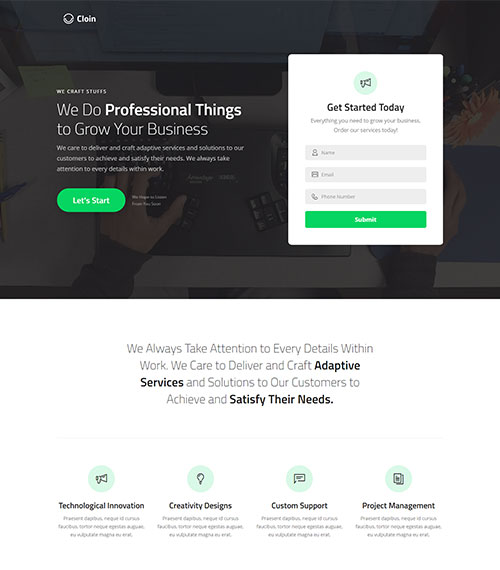 Cloin
WE CRAFT STUFFS
We Do Professional Things
to Grow Your Business
We care to deliver and craft adaptive services and solutions to our
customers to achieve and satisfy their needs. We always take
attention to every details within work.
Let's Start
We Hope to Listen
From You Soon
Get Started Today
Everything you need to grow your business.
Order our services today!
Name
Email
Phone Number
Submit
We Always Take Attention to Every Details Within
Work. We Care to Deliver and Craft Adaptive
Services and Solutions to Our Customers to
Achieve and Satisfy Their Needs.
Technological Innovation
Praesent dapibus, neque id cursus
faucibus, tortor neque egestas auguae,
eu vulputate magna eu erat.
Creativity Designs
Praesent dapibus, neque id cursus
faucibus, tortor neque egestas auguae,
eu vulputate magna eu erat.
Custom Support
Praesent dapibus, neque id cursus
faucibus, tortor neque egestas auguae,
eu vulputate magna eu erat.
Project Management
Praesent dapibus, neque id cursus
faucibus, tortor neque egestas auguae,
eu vulputate magna eu erat.